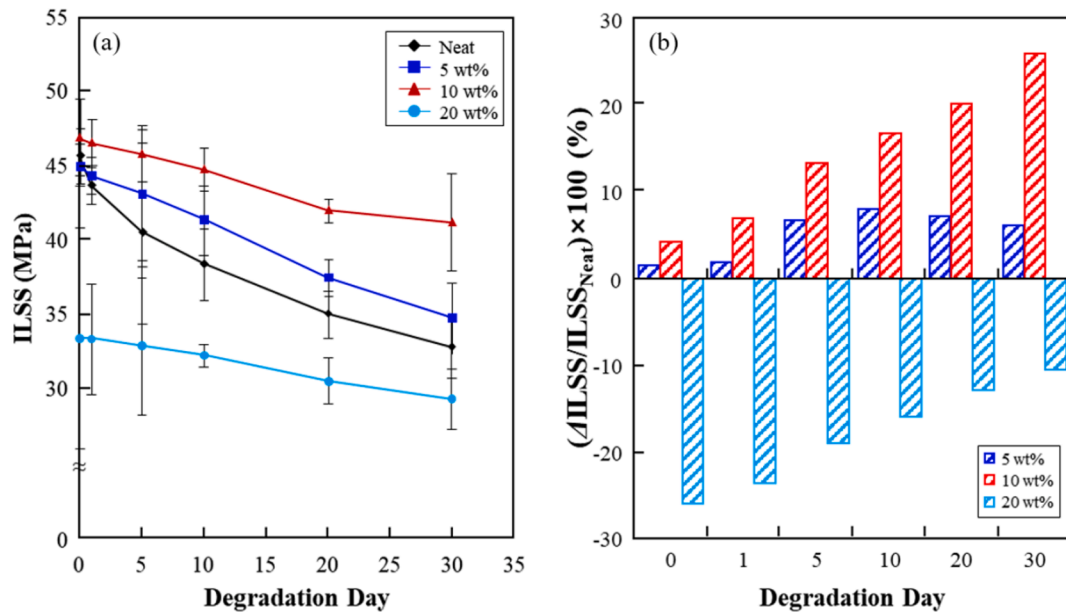 (a)
Neat
5 wt%
10 wt%
20 wt%
55
50
45
40
35
30
0
≈
ILSS (MPa)
0 5 10 15 20 25 30 35
Degradation Day
(b)
30
20
10
0
-10
-20
-30
(ΔILSS/ILSS_Neat)×100 (%)
5 wt%
10 wt%
20 wt%
0 1 5 10 20 30
Degradation Day